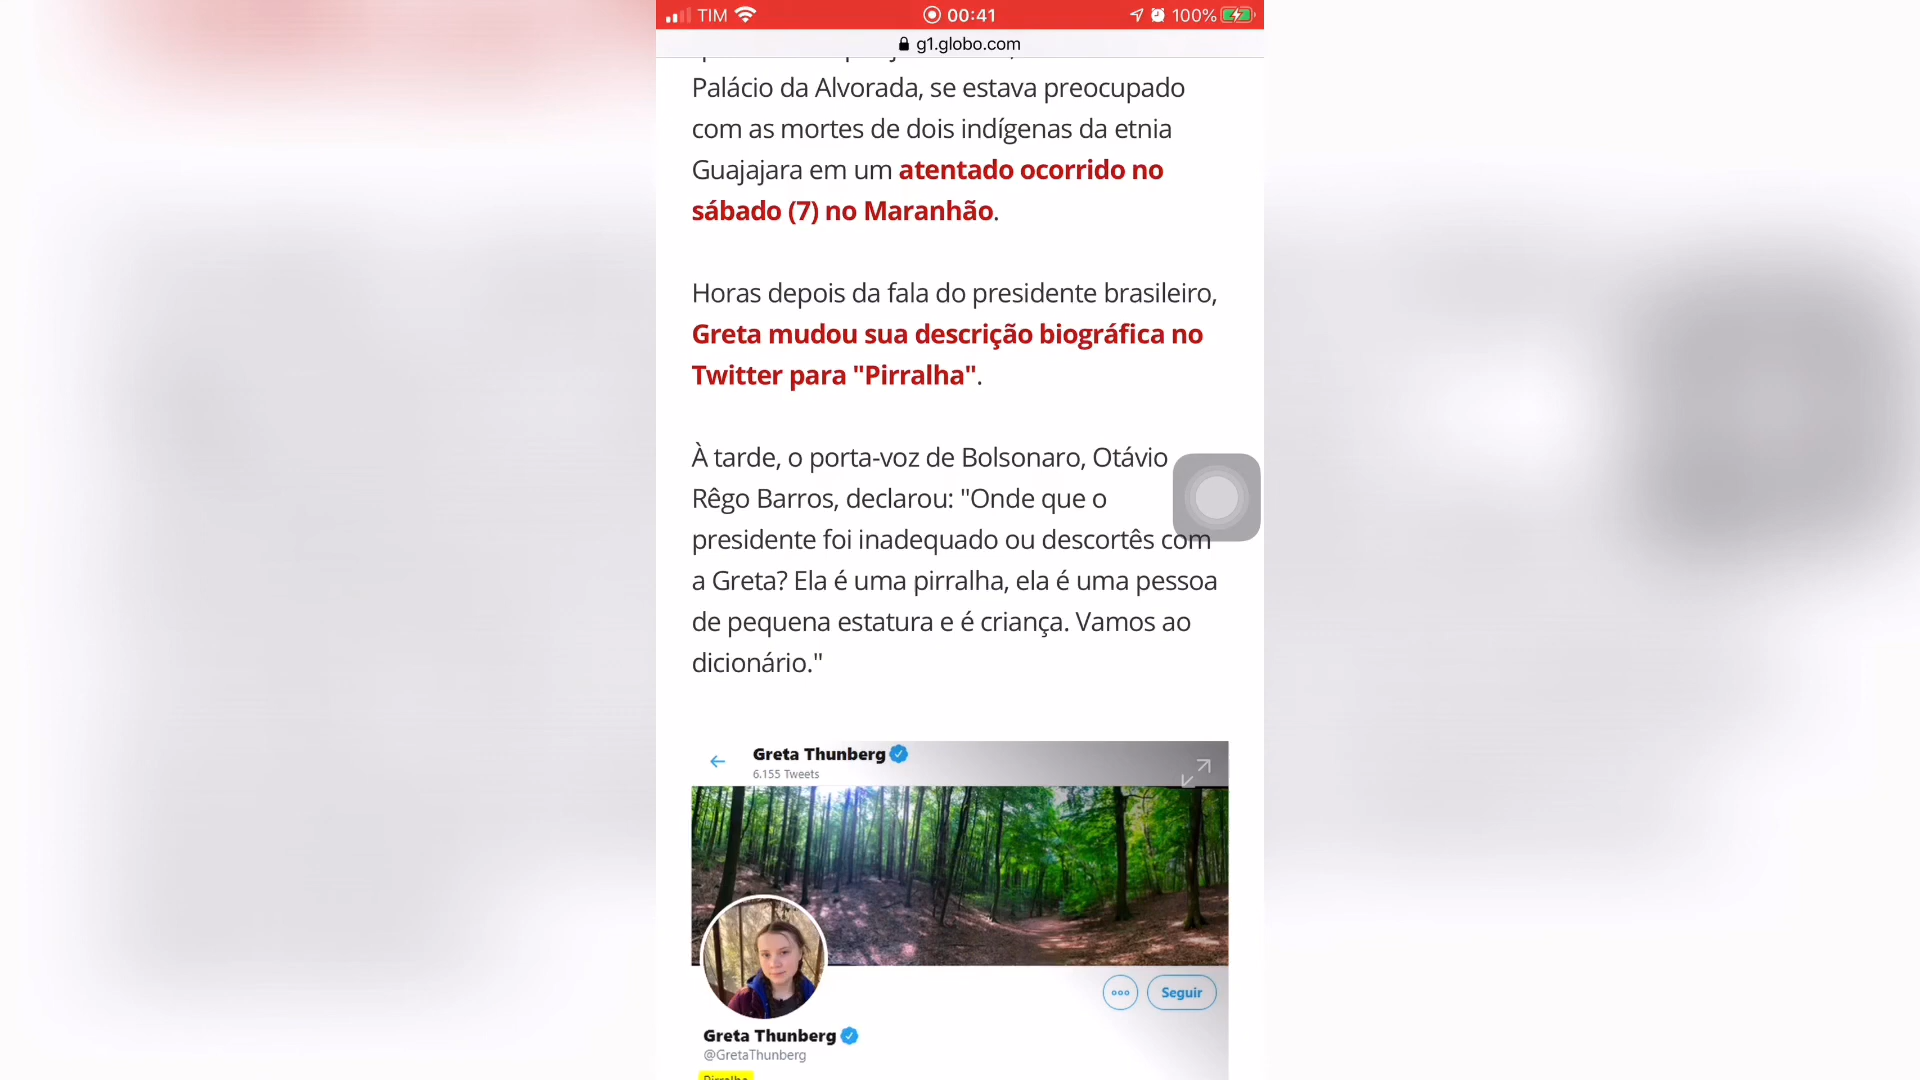 TIM 00:41 100%
g1.globo.com
Palácio da Alvorada, se estava preocupado
com as mortes de dois indígenas da etnia
Guajajara em um atentado ocorrido no
sábado (7) no Maranhão.
Horas depois da fala do presidente brasileiro,
Greta mudou sua descrição biográfica no
Twitter para "Pirralha".
À tarde, o porta-voz de Bolsonaro, Otávio
Rêgo Barros, declarou: "Onde que o
presidente foi inadequado ou descortês com
a Greta? Ela é uma pirralha, ela é uma pessoa
de pequena estatura e é criança. Vamos ao
dicionário."
Greta Thunberg
6.155 Tweets
Seguir
Greta Thunberg
@GretaThunberg